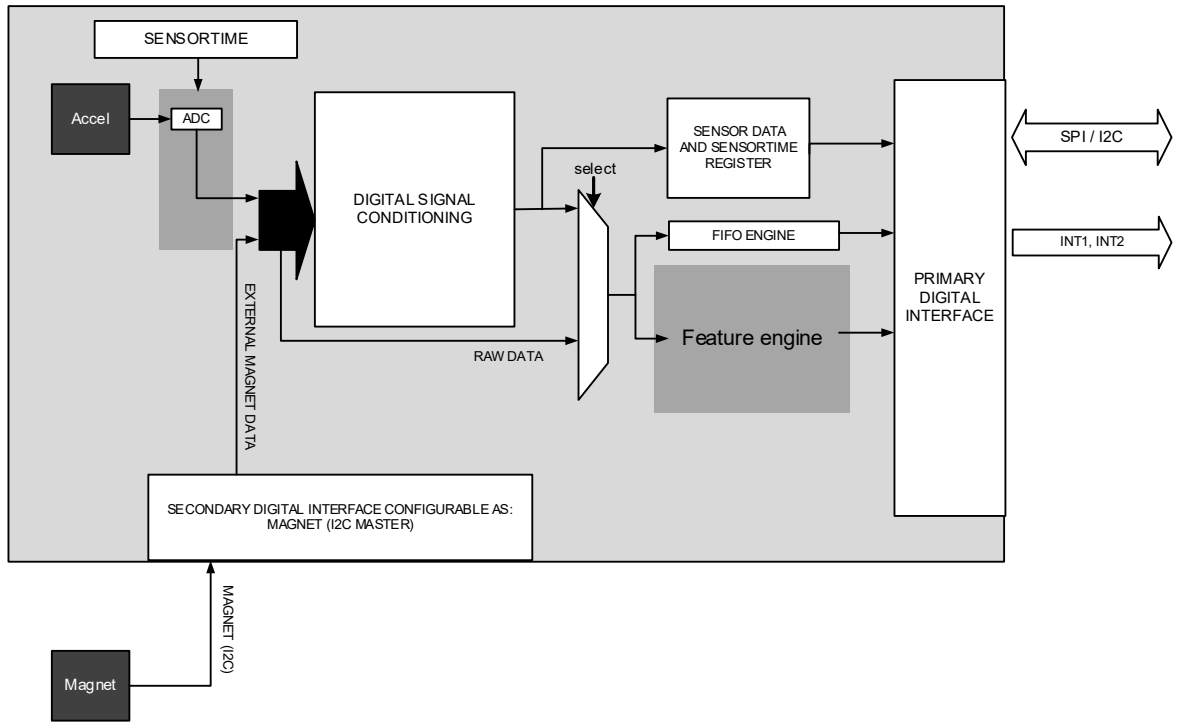 SENSORTIME
Accel
ADC
DIGITAL SIGNAL
CONDITIONING
SENSOR DATA
AND SENSORTIME
REGISTER
select
FIFO ENGINE
Feature engine
RAW DATA
PRIMARY
DIGITAL
INTERFACE
SPI / I2C
INT1, INT2
EXTERNAL MAGNET DATA
SECONDARY DIGITAL INTERFACE CONFIGURABLE AS:
MAGNET (I2C MASTER)
MAGNET (I2C)
Magnet